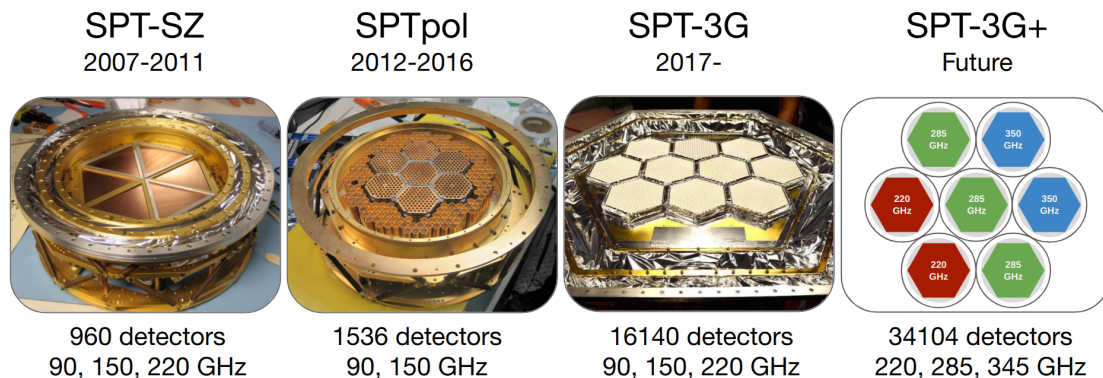 SPT-SZ
2007-2011
SPTpol
2012-2016
SPT-3G
2017-
SPT-3G+
Future
285
GHz
350
GHz
220
GHz
285
GHz
350
GHz
220
GHz
285
GHz
960 detectors
90, 150, 220 GHz
1536 detectors
90, 150 GHz
16140 detectors
90, 150, 220 GHz
34104 detectors
220, 285, 345 GHz